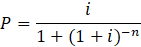 P = i / (1 + (1 + i)^{-n})